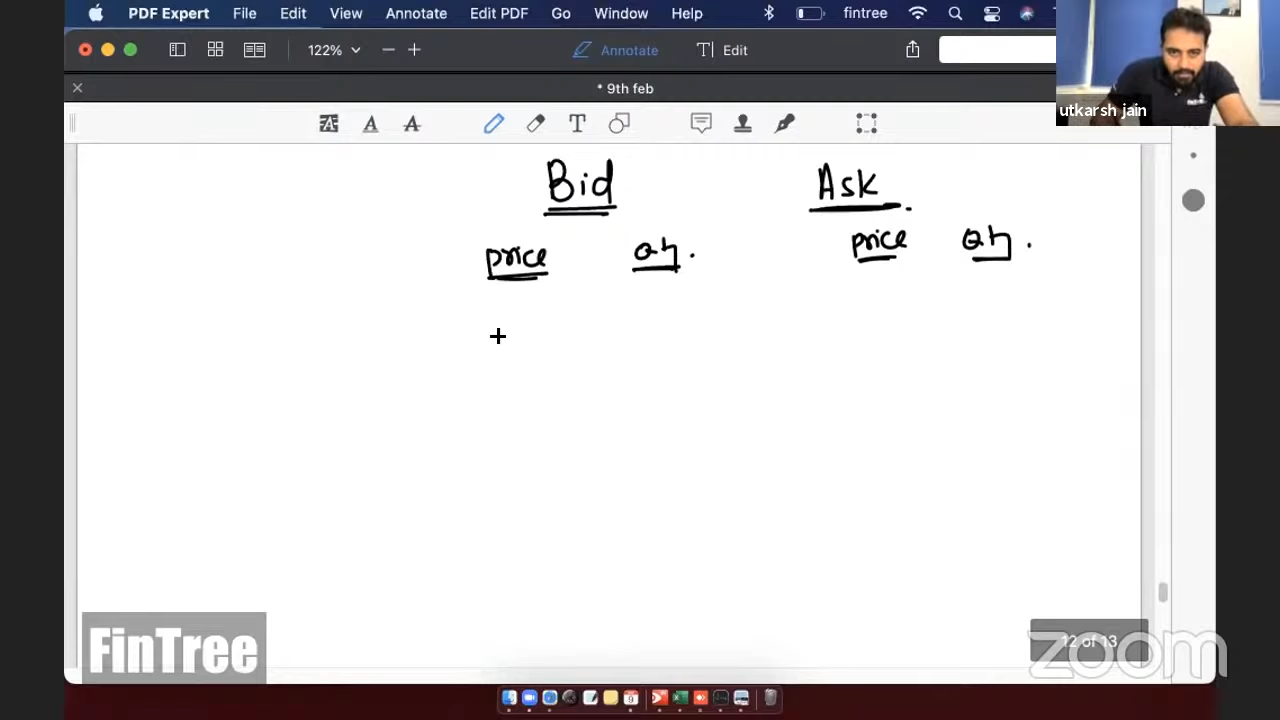 PDF Expert File Edit View Annotate Edit PDF Go Window Help fintree
122% Annotate T Edit
* 9th feb
utkarsh jain
Bid Ask
price Qty. price Qty.
12 of 13
FinTree
zoom